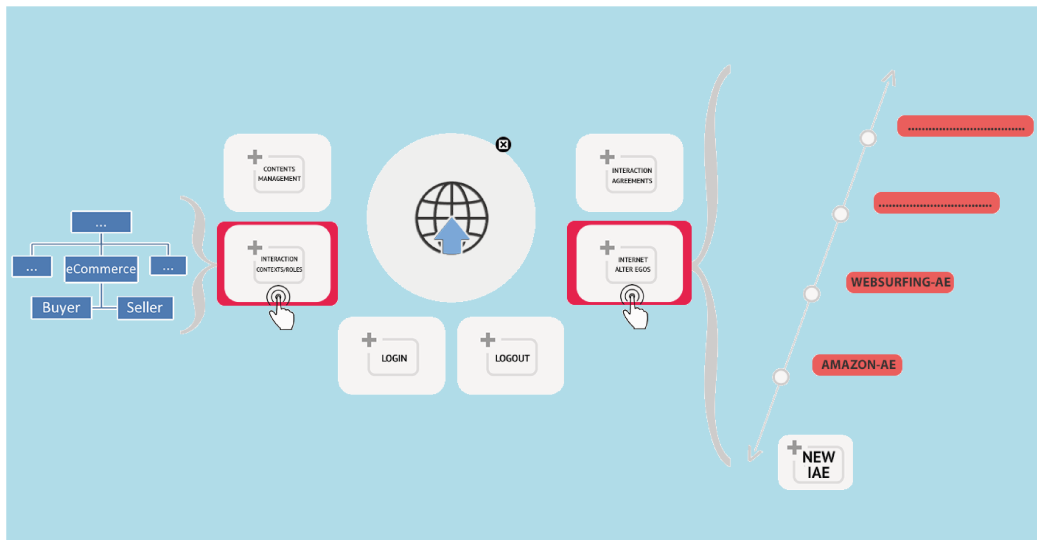 CONTENTS
MANAGEMENT
INTERACTION
AGREEMENTS
...
... eCommerce ...
Buyer Seller
INTERACTION
CONTEXTS/ROLES
INTERNET
ALTER EGOS
LOGIN
LOGOUT
.................................
................................
WEBSURFING-AE
AMAZON-AE
NEW
IAE